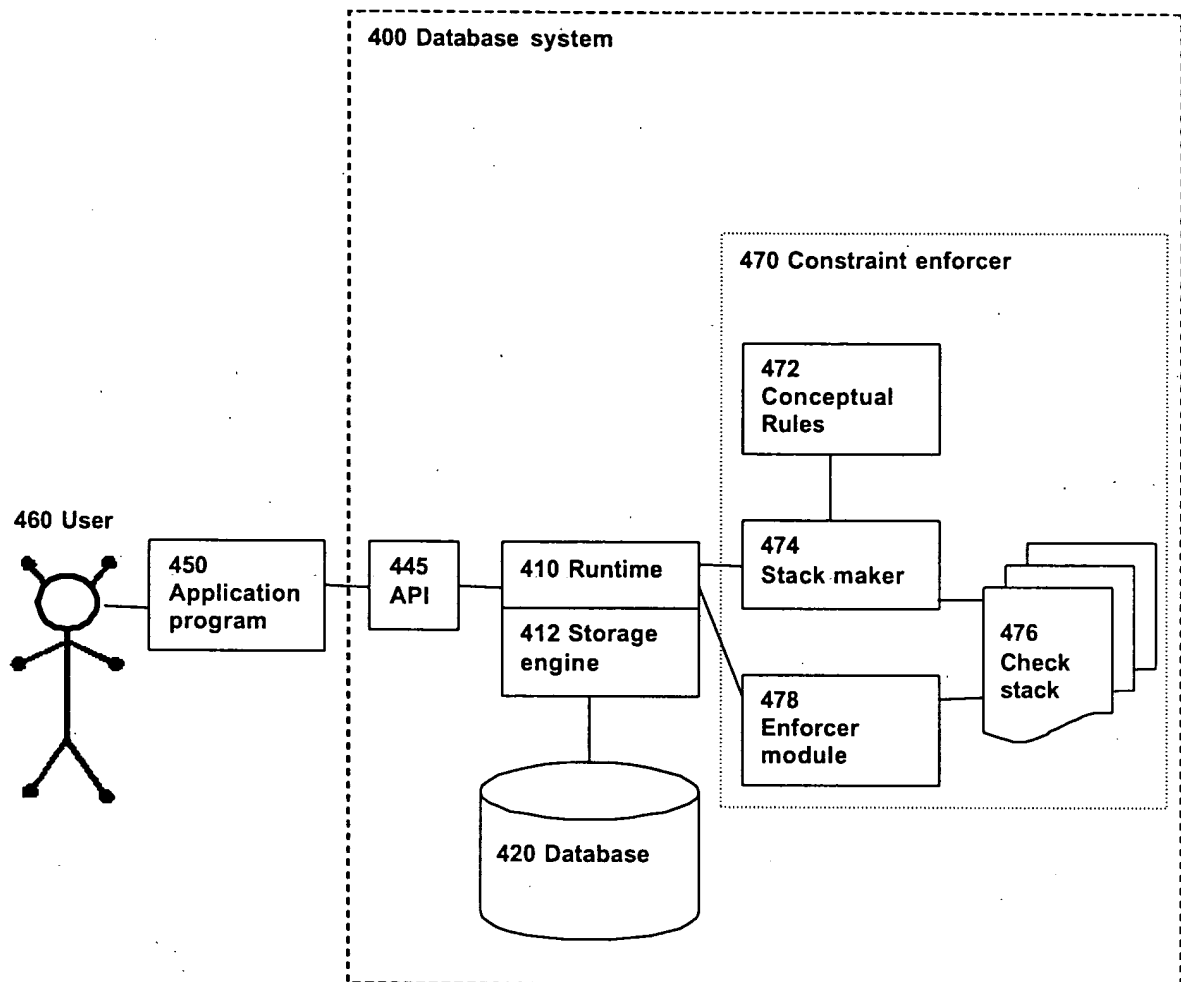 400 Database system
470 Constraint enforcer
472
Conceptual
Rules
460 User
450
Application
program
445
API
410 Runtime
412 Storage
engine
474
Stack maker
476
Check
stack
478
Enforcer
module
420 Database